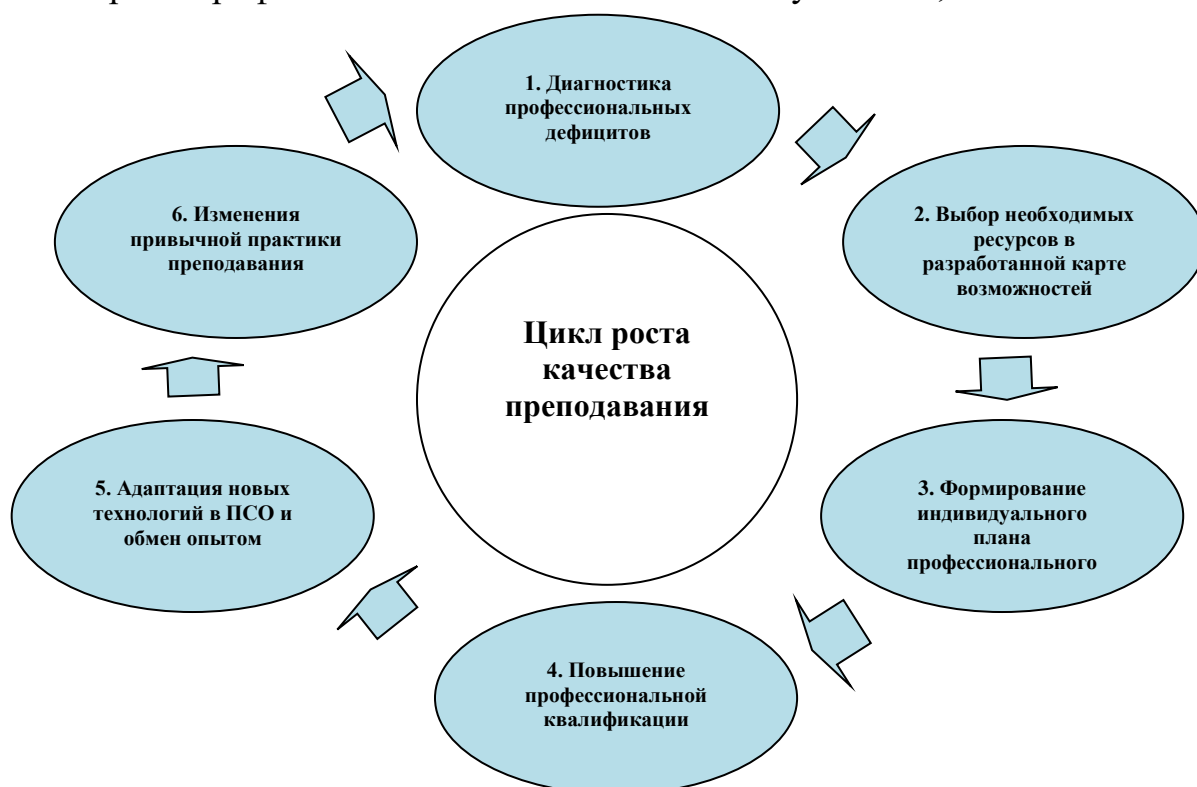 1. Диагностика
профессиональных
дефицитов
2. Выбор необходимых
ресурсов в
разработанной карте
возможностей
3. Формирование
индивидуального
плана
профессионального
4. Повышение
профессиональной
квалификации
5. Адаптация новых
технологий в ПСО и
обмен опытом
6. Изменения
привычной практики
преподавания
Цикл роста
качества
преподавания